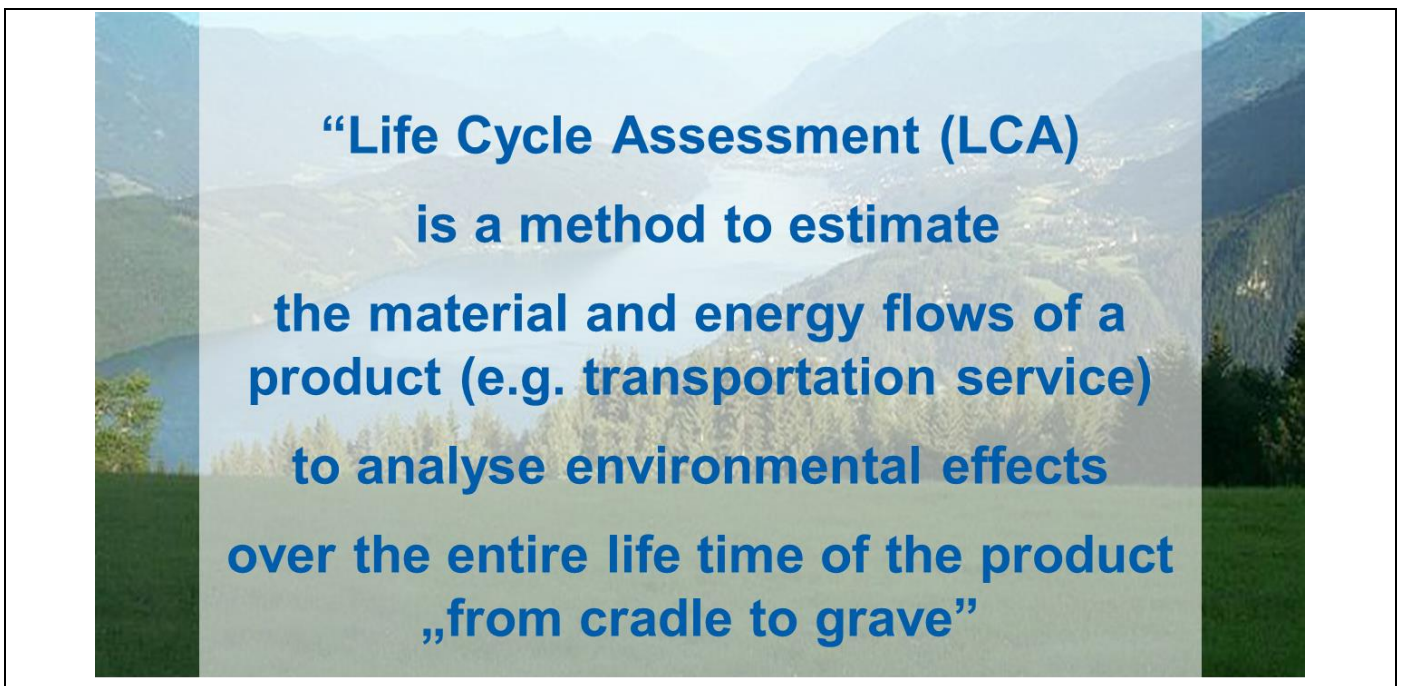 “Life Cycle Assessment (LCA)
is a method to estimate
the material and energy flows of a
product (e.g. transportation service)
to analyse environmental effects
over the entire life time of the product
„from cradle to grave”